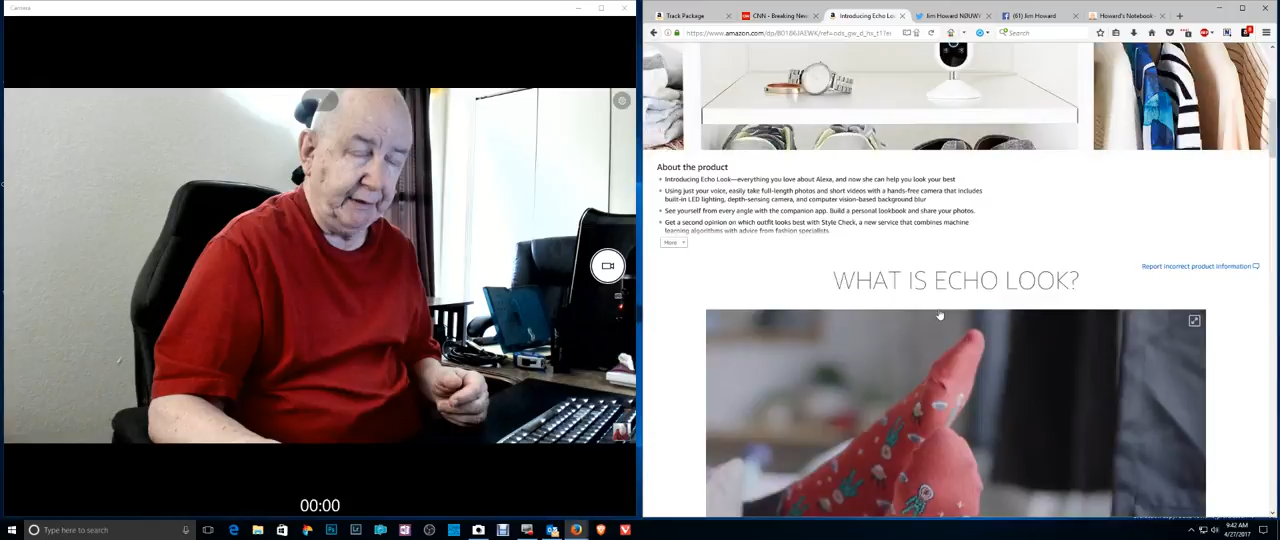 Camera
Track Package
CNN - Breaking New
Introducing Echo Lo
Jim Howard NØUW
(61) Jim Howard
Howard's Notebook
https://www.amazon.com/dp/B0186JAEWK/ref=ods_gw_d_hx_t1?e
Search
About the product
Introducing Echo Look—everything you love about Alexa, and now she can help you look your best
Using just your voice, easily take full-length photos and short videos with a hands-free camera that includes
built-in LED lighting, depth-sensing camera, and computer vision-based background blur
See yourself from every angle with the companion app. Build a personal lookbook and share your photos.
Get a second opinion on which outfit looks best with Style Check, a new service that combines machine
learning algorithms with advice from fashion specialists.
More
Report incorrect product information
WHAT IS ECHO LOOK?
00:00
Type here to search
9:42 AM
4/27/2017